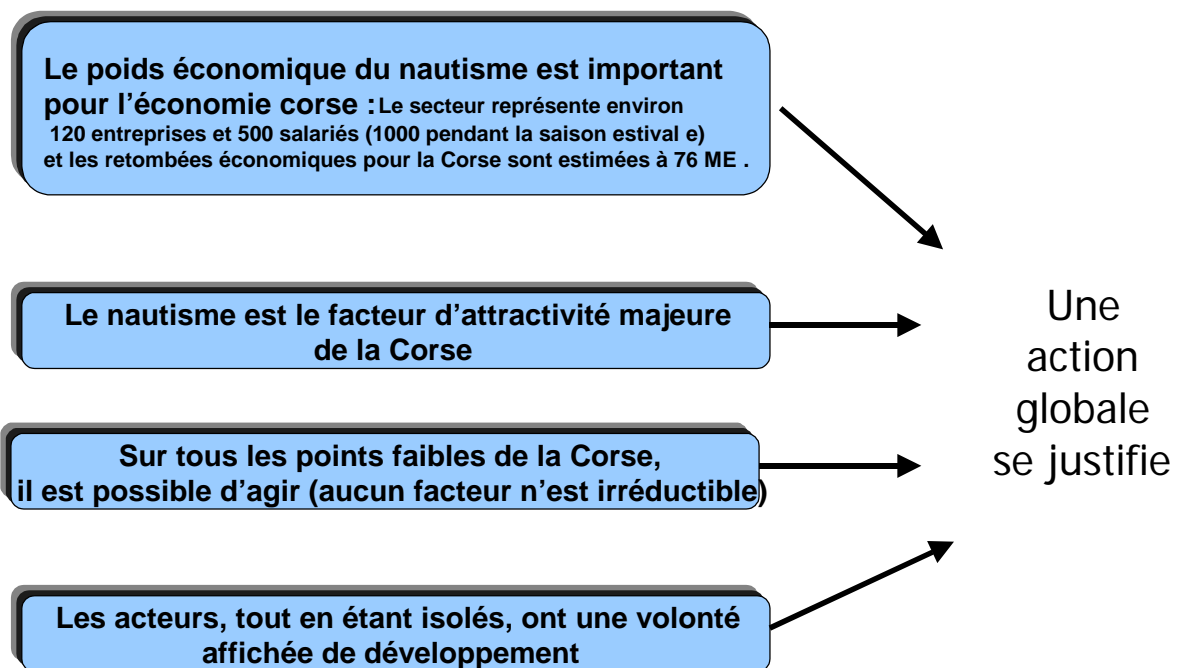 Le poids économique du nautisme est important
pour l'économie corse : Le secteur représente environ
120 entreprises et 500 salariés (1000 pendant la saison estival e)
et les retombées économiques pour la Corse sont estimées à 76 ME .
Le nautisme est le facteur d'attractivité majeure
de la Corse
Sur tous les points faibles de la Corse,
il est possible d'agir (aucun facteur n'est irréductible)
Les acteurs, tout en étant isolés, ont une volonté
affichée de développement
Une
action
globale
se justifie